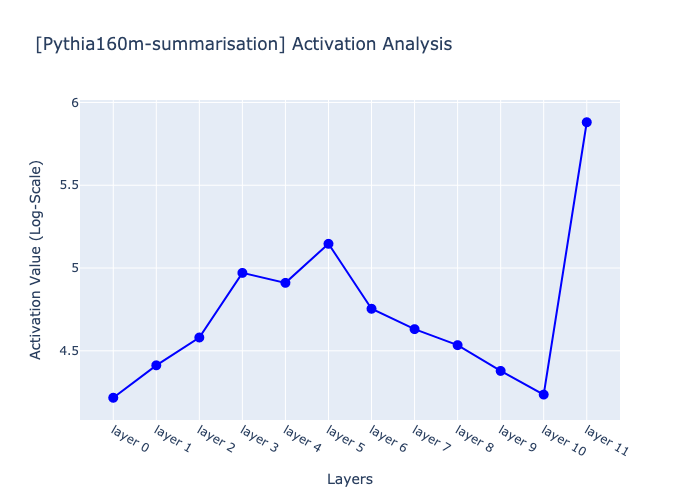 [Pythia160m-summarisation] Activation Analysis
Activation Value (Log-Scale)
6
5.5
5
4.5
layer 0
layer 1
layer 2
layer 3
layer 4
layer 5
layer 6
layer 7
layer 8
layer 9
layer 10
layer 11
Layers